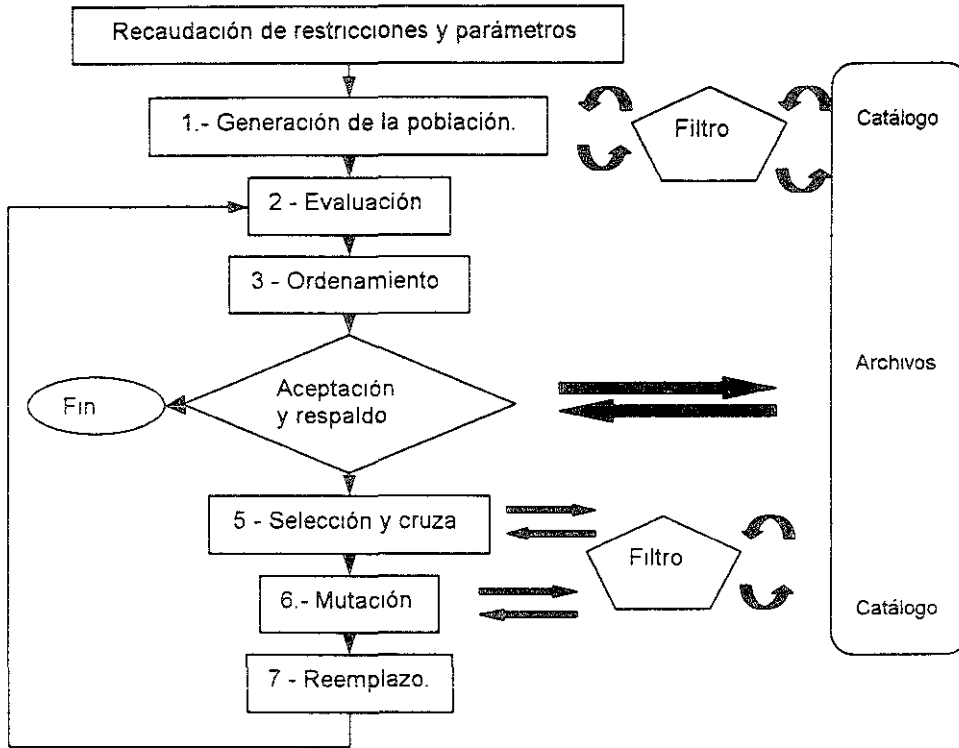 Recaudación de restricciones y parámetros
1.- Generación de la población.
Filtro
Catálogo
2 - Evaluación
3 - Ordenamiento
Aceptación
y respaldo
Fin
Archivos
5 - Selección y cruza
Filtro
6.- Mutación
Catálogo
7 - Reemplazo.